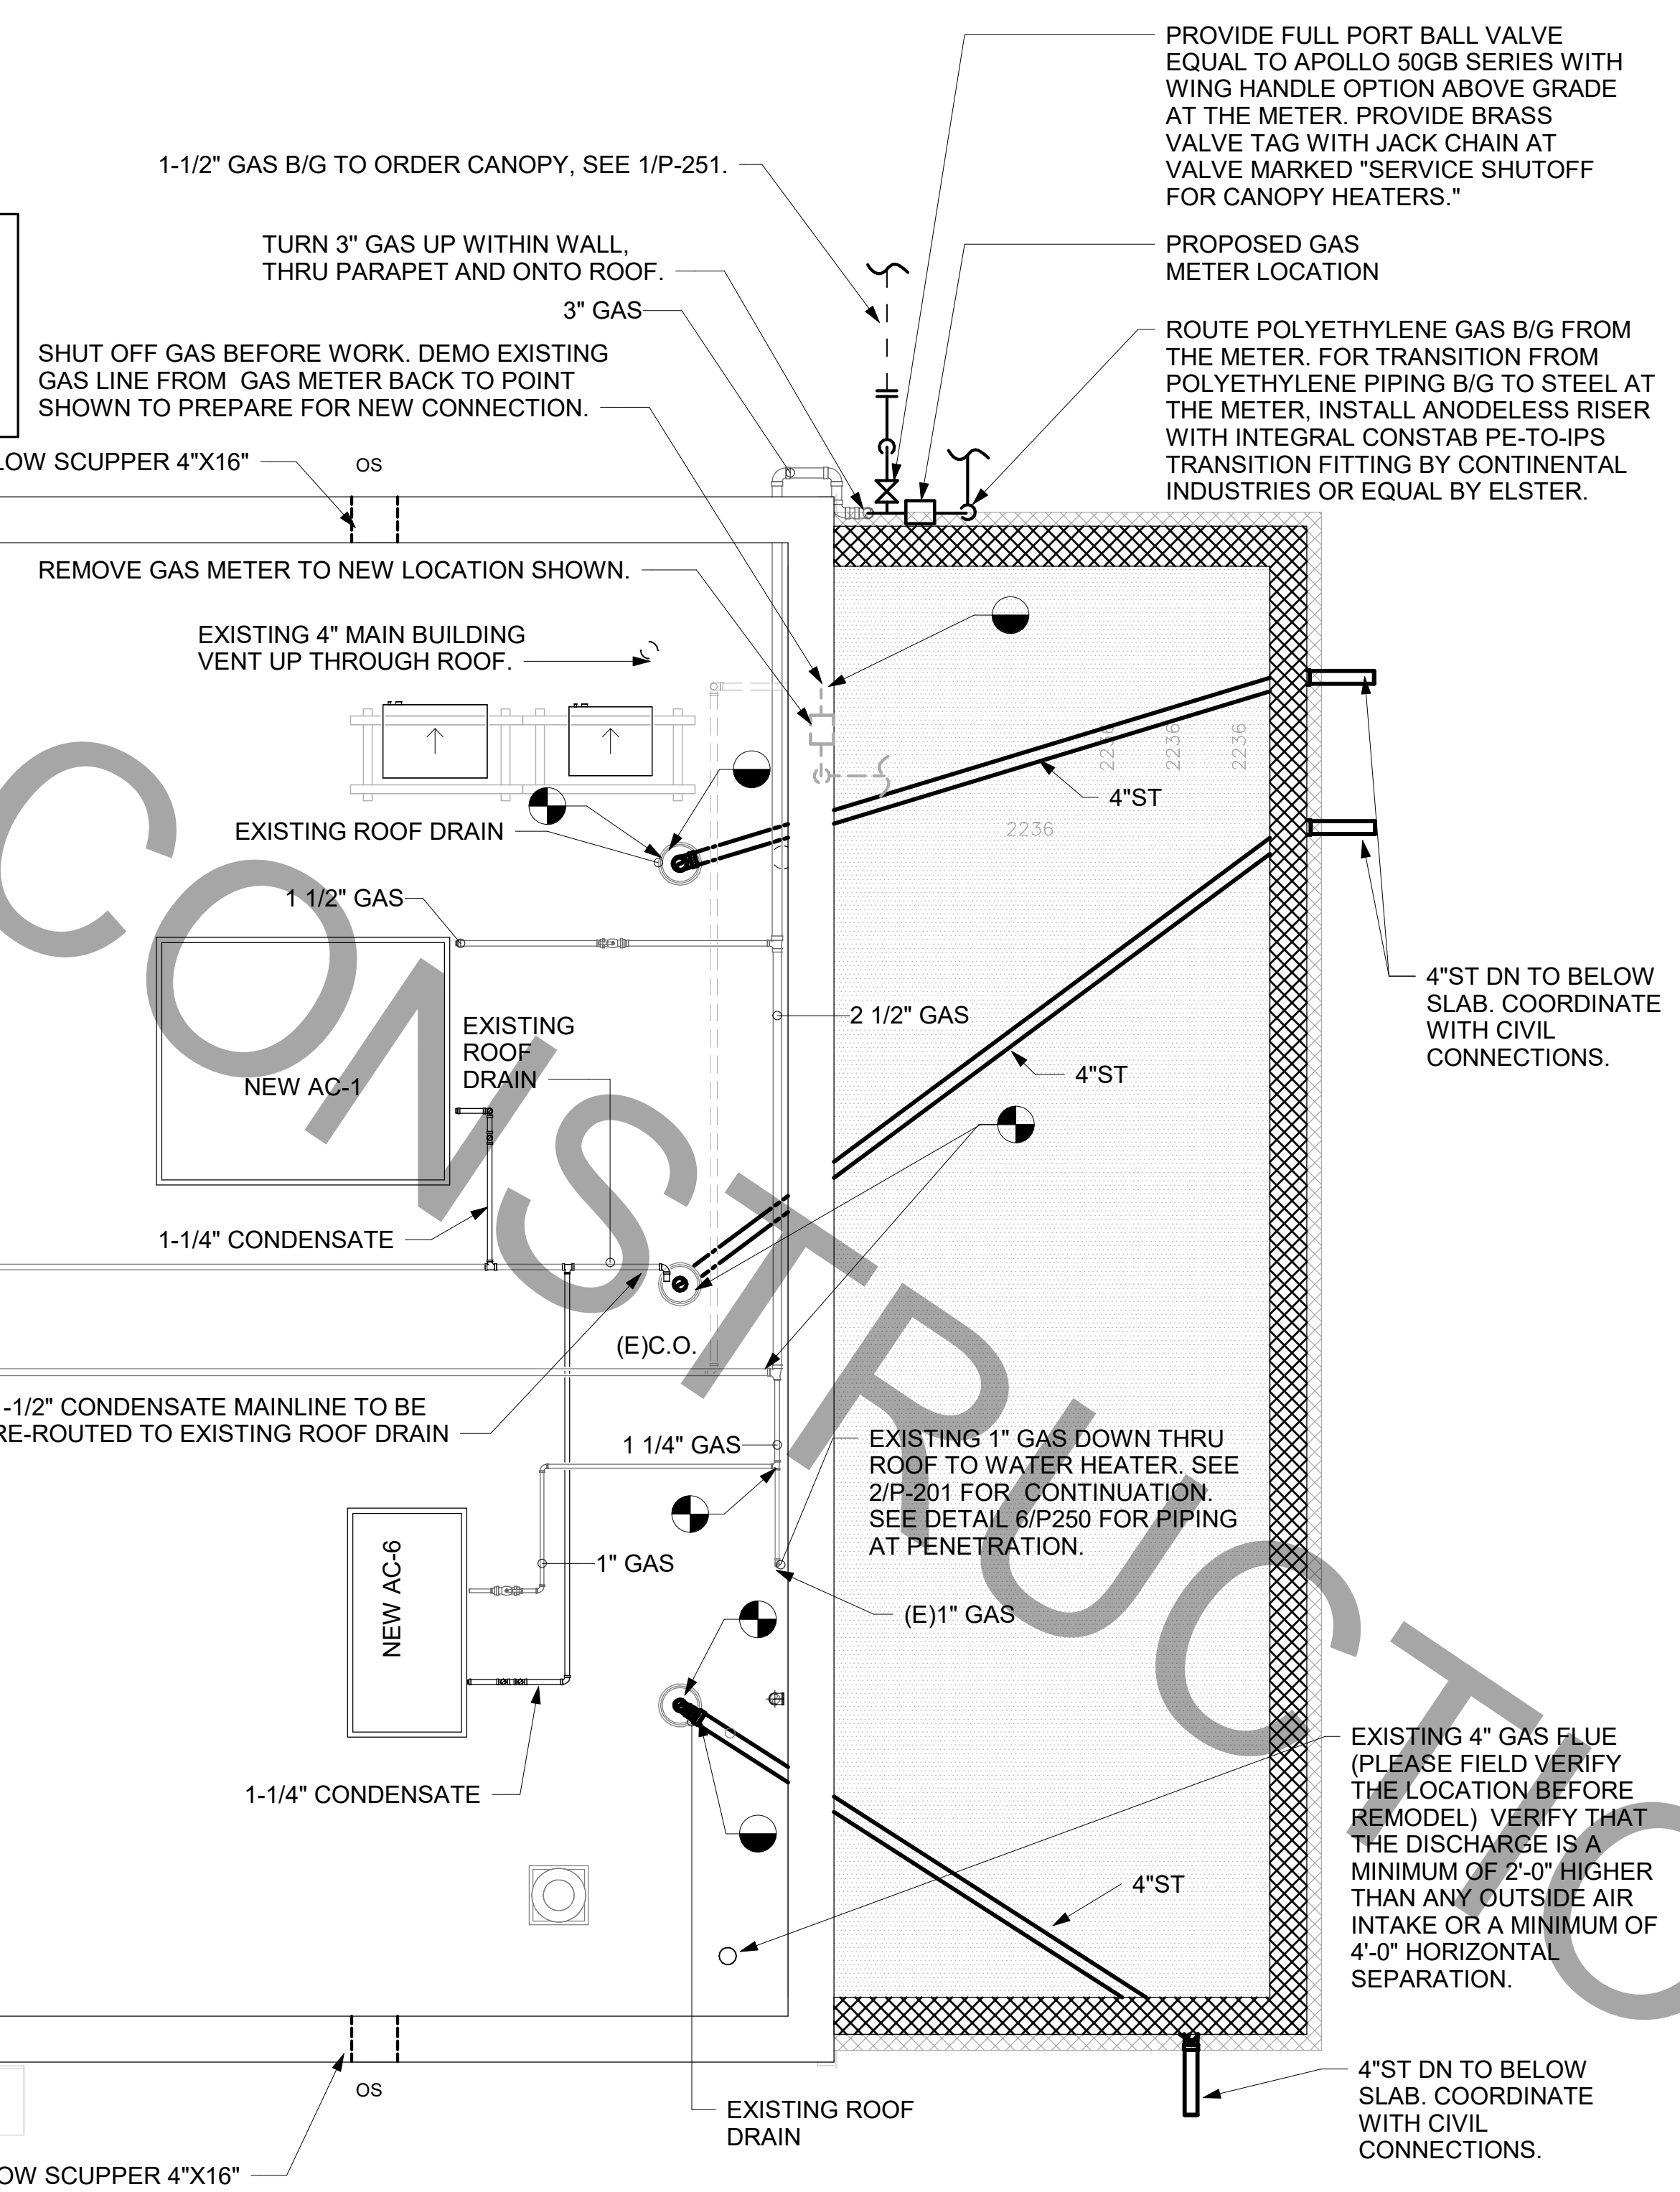 PROVIDE FULL PORT BALL VALVE
EQUAL TO APOLLO 50GB SERIES WITH
WING HANDLE OPTION ABOVE GRADE
AT THE METER. PROVIDE BRASS
VALVE TAG WITH JACK CHAIN AT
VALVE MARKED "SERVICE SHUTOFF
FOR CANOPY HEATERS."
1-1/2" GAS B/G TO ORDER CANOPY, SEE 1/P-251.
TURN 3" GAS UP WITHIN WALL,
THRU PARAPET AND ONTO ROOF.
PROPOSED GAS
METER LOCATION
3" GAS
SHUT OFF GAS BEFORE WORK. DEMO EXISTING
GAS LINE FROM GAS METER BACK TO POINT
SHOWN TO PREPARE FOR NEW CONNECTION.
ROUTE POLYETHYLENE GAS B/G FROM
THE METER. FOR TRANSITION FROM
POLYETHYLENE PIPING B/G TO STEEL AT
THE METER, INSTALL ANODELESS RISER
WITH INTEGRAL CONSTAB PE-TO-IPS
TRANSITION FITTING BY CONTINENTAL
INDUSTRIES OR EQUAL BY ELSTER.
LOW SCUPPER 4"X16"
OS
REMOVE GAS METER TO NEW LOCATION SHOWN.
EXISTING 4" MAIN BUILDING
VENT UP THROUGH ROOF.
2236
2236
2236
4"ST
2236
EXISTING ROOF DRAIN
1 1/2" GAS
NEW AC-1
EXISTING
ROOF
DRAIN
2 1/2" GAS
4"ST
4"ST DN TO BELOW
SLAB. COORDINATE
WITH CIVIL
CONNECTIONS.
1-1/4" CONDENSATE
(E)C.O.
-1/2" CONDENSATE MAINLINE TO BE
RE-ROUTED TO EXISTING ROOF DRAIN
1 1/4" GAS
EXISTING 1" GAS DOWN THRU
ROOF TO WATER HEATER. SEE
2/P-201 FOR CONTINUATION.
SEE DETAIL 6/P250 FOR PIPING
AT PENETRATION.
NEW AC-6
1" GAS
(E)1" GAS
1-1/4" CONDENSATE
EXISTING 4" GAS FLUE
(PLEASE FIELD VERIFY
THE LOCATION BEFORE
REMODEL) VERIFY THAT
THE DISCHARGE IS A
MINIMUM OF 2'-0" HIGHER
THAN ANY OUTSIDE AIR
INTAKE OR A MINIMUM OF
4'-0" HORIZONTAL
SEPARATION.
4"ST
OS
EXISTING ROOF
DRAIN
4"ST DN TO BELOW
SLAB. COORDINATE
WITH CIVIL
CONNECTIONS.
OW SCUPPER 4"X16"
CONSTRUCTIO